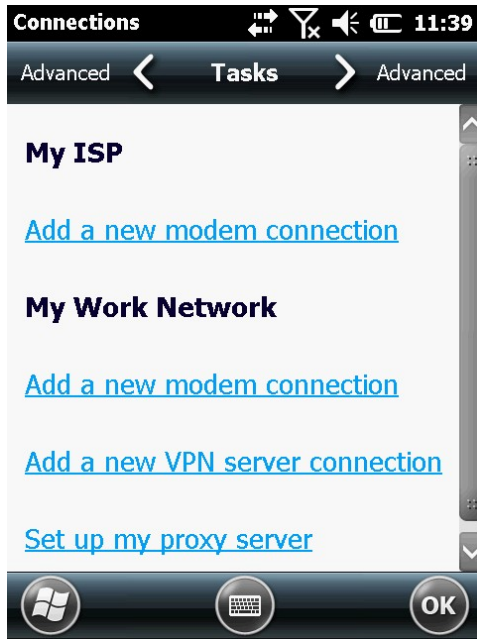 Connections 11:39
Advanced Tasks Advanced
My ISP
Add a new modem connection
My Work Network
Add a new modem connection
Add a new VPN server connection
Set up my proxy server
OK